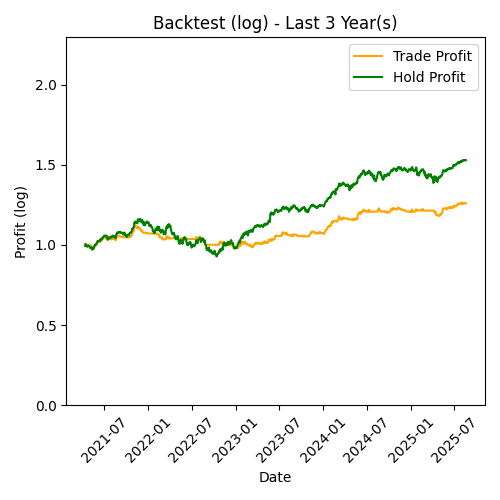 Backtest (log) - Last 3 Year(s)
Trade Profit
Hold Profit
Profit (log)
2.0
1.5
1.0
0.5
0.0
2021-07
2022-01
2022-07
2023-01
2023-07
2024-01
2024-07
2025-01
2025-07
Date